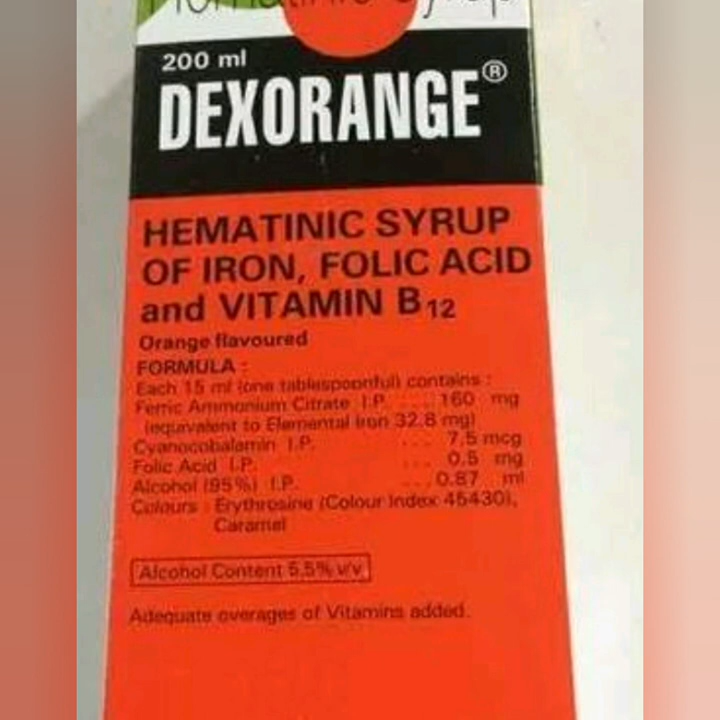 200 ml
DEXORANGE®
HEMATINIC SYRUP
OF IRON, FOLIC ACID
and VITAMIN B12
Orange flavoured
FORMULA :
Each 15 ml (one tablespoonful) contains :
Ferric Ammonium Citrate I.P. ... 160 mg
(equivalent to Elemental Iron 32.8 mg)
Cyanocobalamin I.P. ... 7.5 mcg
Folic Acid I.P. ... 0.5 mg
Alcohol (95%) I.P. ... 0.87 ml
Colours : Erythrosine (Colour Index 45430),
Caramel
Alcohol Content 5.5% v/v
Adequate overages of Vitamins added.